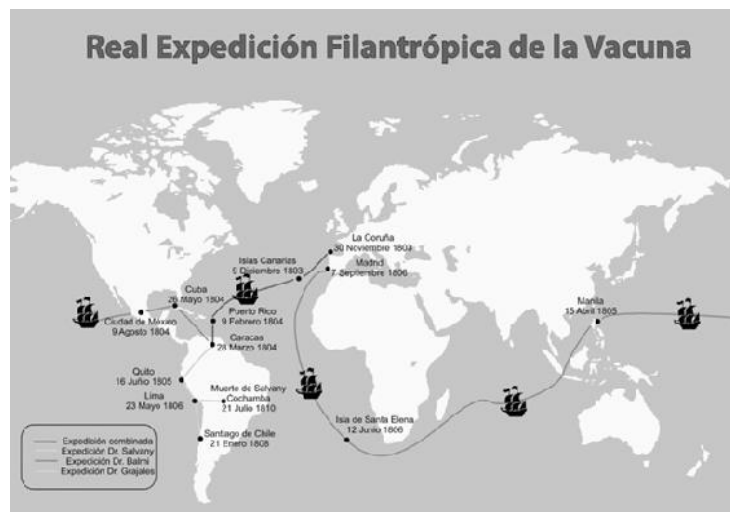 Real Expedición Filantrópica de la Vacuna
La Coruña
30 Noviembre 1803
Islas Canarias
9 Diciembre 1803
Madrid
7 Septiembre 1806
Cuba
26 Mayo 1804
Puerto Rico
9 Febrero 1804
Manila
15 Abril 1805
Ciudad de México
9 Agosto 1804
Caracas
28 Marzo 1804
Quito
16 Junio 1805
Muerte de Salvany
Cochamba
21 Julio 1810
Lima
23 Mayo 1806
Isla de Santa Elena
12 Junio 1806
Santiago de Chile
21 Enero 1808
Expedición combinada
Expedición Dr. Salvany
Expedición Dr. Balmi
Expedición Dr. Grajales